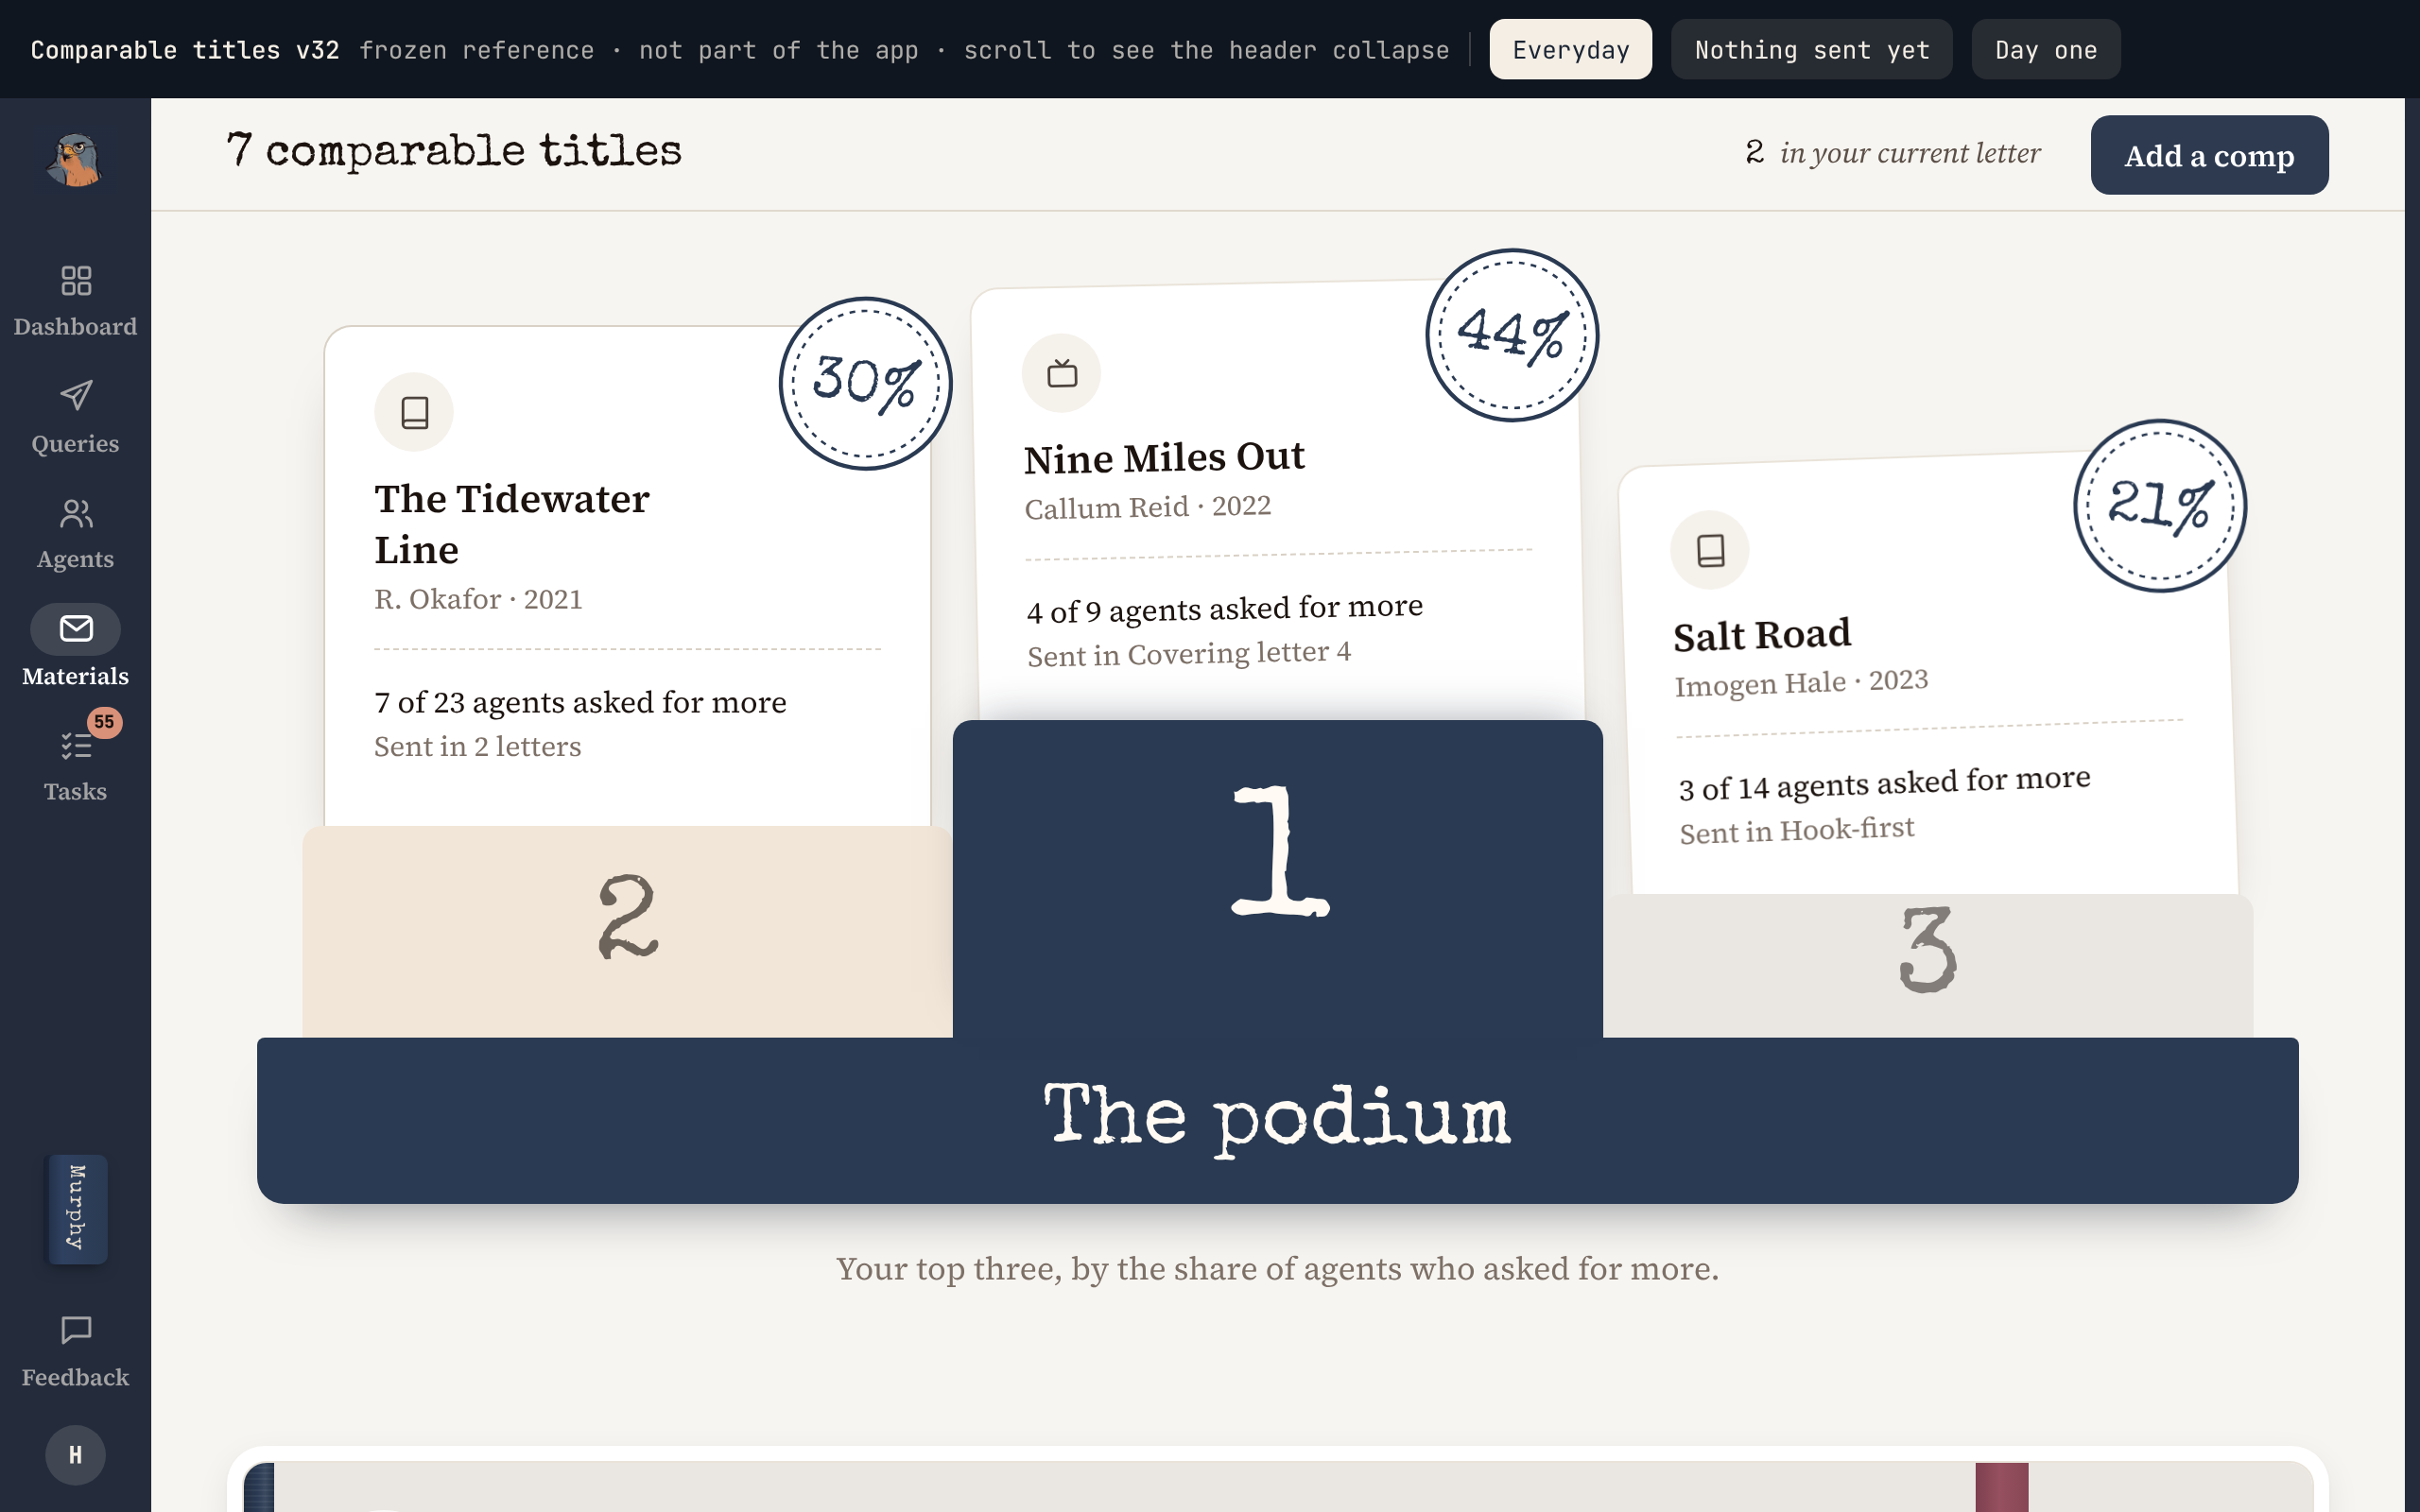 Comparable titles v32 frozen reference · not part of the app · scroll to see the header collapse
Everyday
Nothing sent yet
Day one
7 comparable titles
2 in your current letter
Add a comp
Dashboard
Queries
Agents
Materials
55
Tasks
Murphy
Feedback
H
30%
The Tidewater
Line
R. Okafor · 2021
7 of 23 agents asked for more
Sent in 2 letters
2
44%
Nine Miles Out
Callum Reid · 2022
4 of 9 agents asked for more
Sent in Covering letter 4
1
21%
Salt Road
Imogen Hale · 2023
3 of 14 agents asked for more
Sent in Hook-first
3
The podium
Your top three, by the share of agents who asked for more.